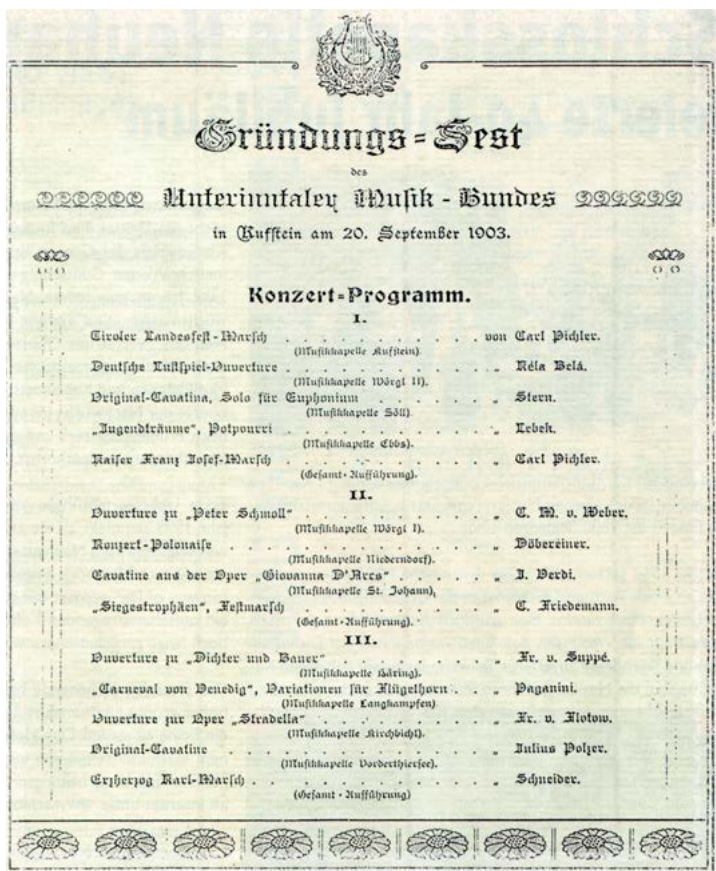 Gründungs=Fest
des
Unterinntaler Musik - Bundes
in Kufstein am 20. September 1903.
Konzert=Programm.
I.
Tiroler Landesfest-Marsch . . . . . . . . . . . von Carl Pichler.
(Musikkapelle Kufstein)
Deutsche Lustspiel-Ouverture . . . . . . . . . . . „ Kéla Belá.
(Musikkapelle Wörgl II).
Original-Cavatina, Solo für Euphonium . . . . . . . „ Stern.
(Musikkapelle Söll)
„Jugendträume“, Potpourri . . . . . . . . . . . „
(Musikkapelle Ebbs).
Kaiser Franz Josef-Marsch . . . . . . . . . . . „ Carl Pichler.
(Gesamt-Aufführung).
II.
Ouverture zu „Peter Schmoll“ . . . . . . . . . . „ C. M. v. Weber.
(Musikkapelle Wörgl I).
Konzert-Polonaise . . . . . . . . . . . . . „ Döbereiner.
(Musikkapelle Niederndorf).
Cavatine aus der Oper „Giovanna D'Arcs“ . . . . . . „ J. Verdi.
(Musikkapelle St. Johann),
„Siegestrophäen“, Festmarsch . . . . . . . . . . „ C. Friedemann.
(Gesamt-Aufführung).
III.
Ouverture zu „Dichter und Bauer“ . . . . . . . . „ Fr. v. Suppé.
(Musikkapelle Häring).
„Carneval von Venedig“, Variationen für Flügelhorn . . „ Paganini.
(Musikkapelle Langkampfen)
Ouverture zur Oper „Stradella“ . . . . . . . . . „ Fr. v. Flotow.
(Musikkapelle Kirchbichl).
Original-Cavatine . . . . . . . . . . . . . „ Julius Polzer.
(Musikkapelle Vorderthiersee).
Erzherzog Karl-Marsch . . . . . . . . . . . . „ Schneider.
(Gesamt-Aufführung)